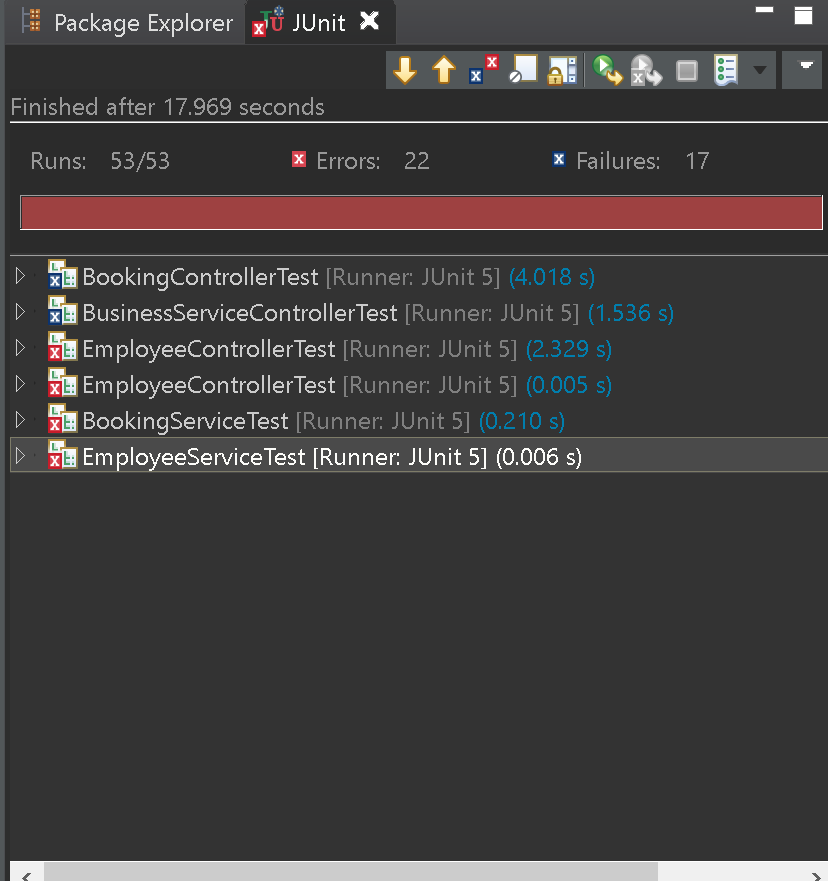 Package Explorer JUnit
Finished after 17.969 seconds
Runs: 53/53 Errors: 22 Failures: 17
BookingControllerTest [Runner: JUnit 5] (4.018 s)
BusinessServiceControllerTest [Runner: JUnit 5] (1.536 s)
EmployeeControllerTest [Runner: JUnit 5] (2.329 s)
EmployeeControllerTest [Runner: JUnit 5] (0.005 s)
BookingServiceTest [Runner: JUnit 5] (0.210 s)
EmployeeServiceTest [Runner: JUnit 5] (0.006 s)